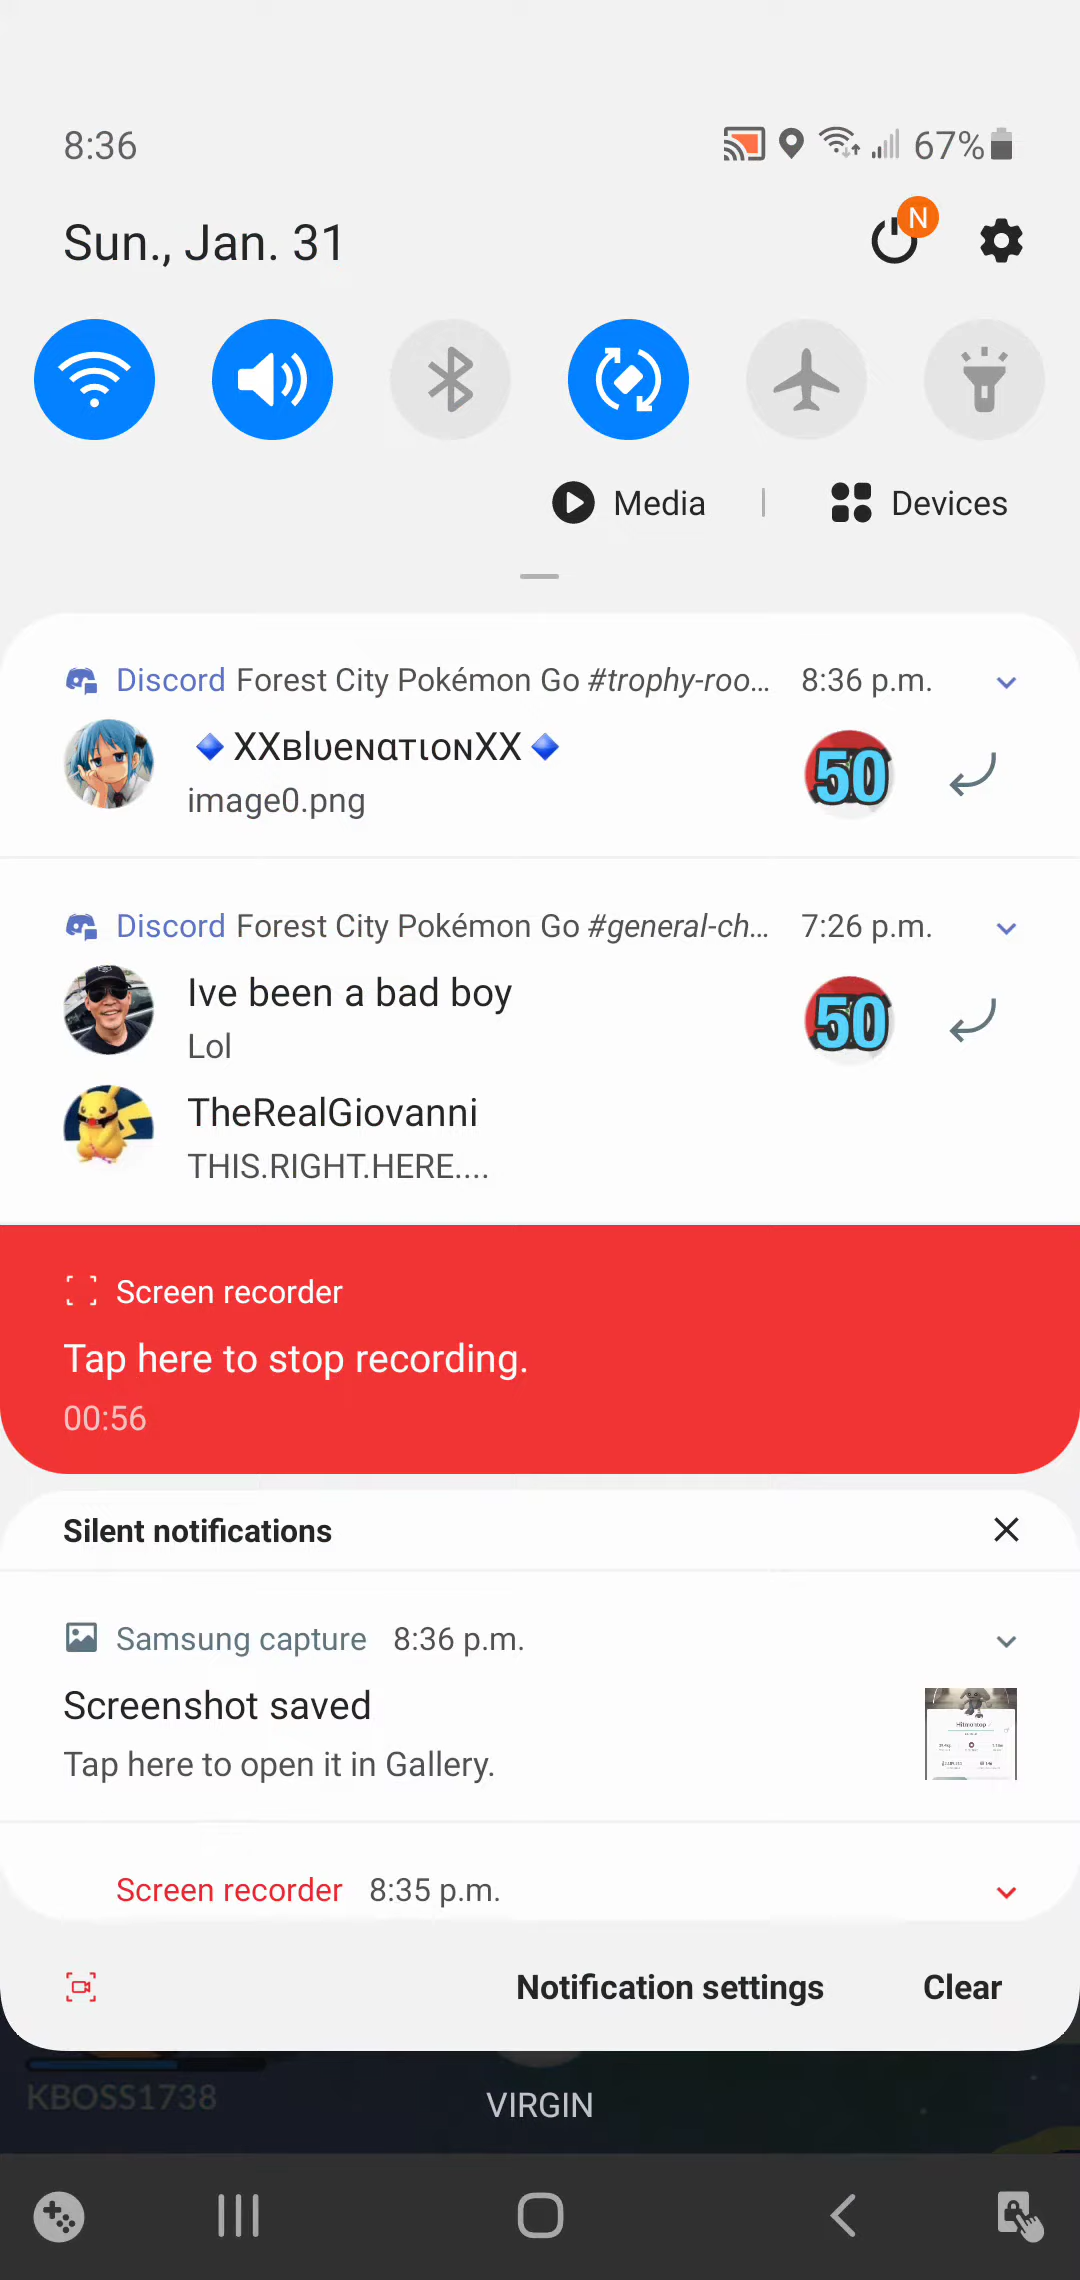 8:36
67%
Sun., Jan. 31
N
Media
Devices
Discord Forest City Pokémon Go #trophy-roo... 8:36 p.m.
XXвlυeɴαтιoɴXX
image0.png
50
Discord Forest City Pokémon Go #general-ch... 7:26 p.m.
Ive been a bad boy
Lol
50
TheRealGiovanni
THIS.RIGHT.HERE....
Screen recorder
Tap here to stop recording.
00:56
Silent notifications
Samsung capture 8:36 p.m.
Screenshot saved
Tap here to open it in Gallery.
Hitmontop
Screen recorder 8:35 p.m.
Notification settings
Clear
KBOSS1738
VIRGIN